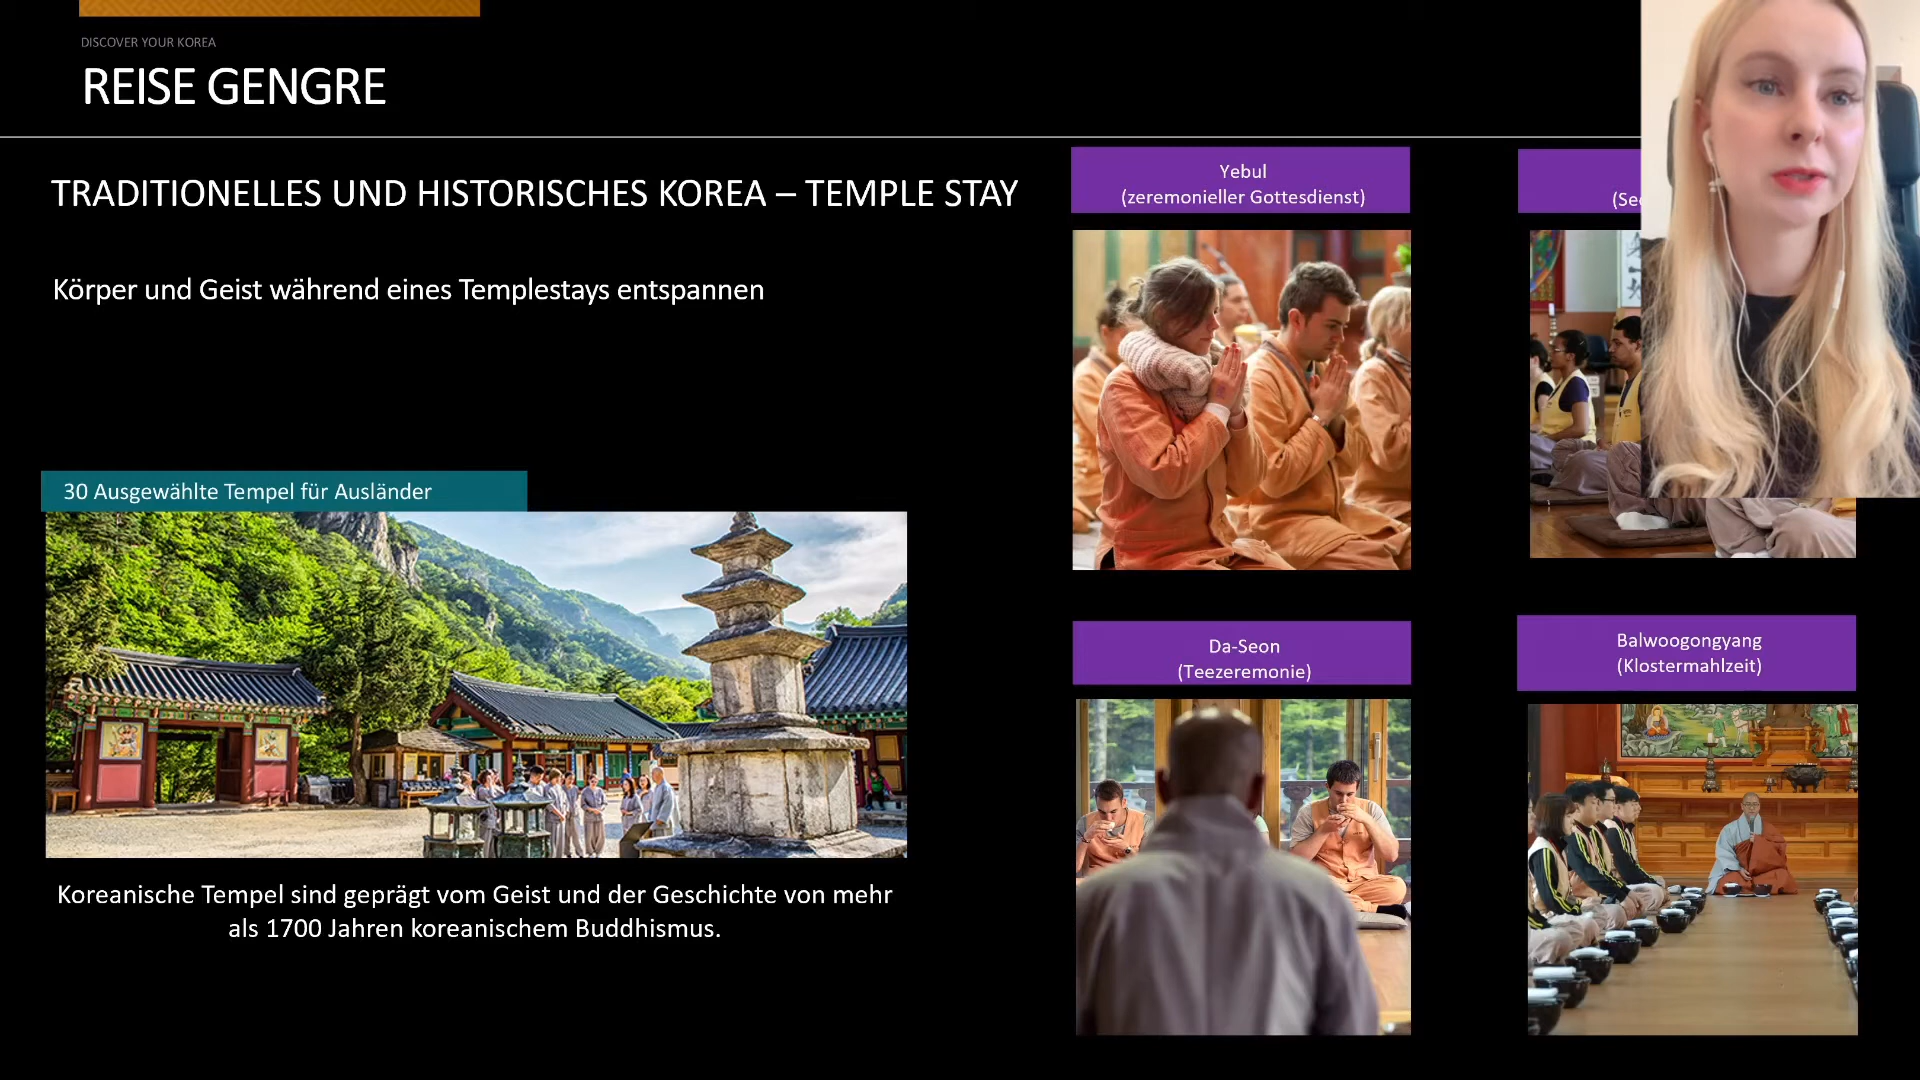 DISCOVER YOUR KOREA
REISE GENGRE
TRADITIONELLES UND HISTORISCHES KOREA – TEMPLE STAY
Körper und Geist während eines Templestays entspannen
30 Ausgewählte Tempel für Ausländer
Koreanische Tempel sind geprägt vom Geist und der Geschichte von mehr
als 1700 Jahren koreanischem Buddhismus.
Yebul
(zeremonieller Gottesdienst)
Da-Seon
(Teezeremonie)
Balwoogongyang
(Klostermahlzeit)